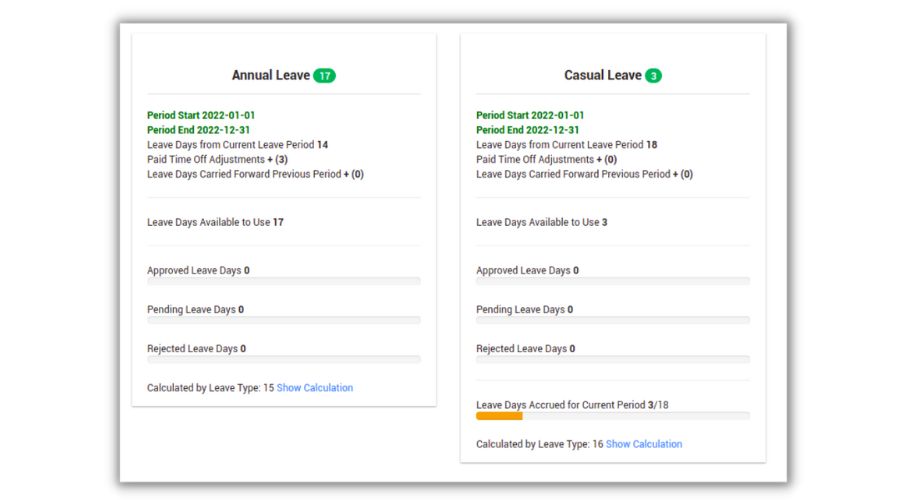 Annual Leave 17
Period Start 2022-01-01
Period End 2022-12-31
Leave Days from Current Leave Period 14
Paid Time Off Adjustments + (3)
Leave Days Carried Forward Previous Period + (0)
Leave Days Available to Use 17
Approved Leave Days 0
Pending Leave Days 0
Rejected Leave Days 0
Calculated by Leave Type: 15 Show Calculation
Casual Leave 3
Period Start 2022-01-01
Period End 2022-12-31
Leave Days from Current Leave Period 18
Paid Time Off Adjustments + (0)
Leave Days Carried Forward Previous Period + (0)
Leave Days Available to Use 3
Approved Leave Days 0
Pending Leave Days 0
Rejected Leave Days 0
Leave Days Accrued for Current Period 3/18
Calculated by Leave Type: 16 Show Calculation